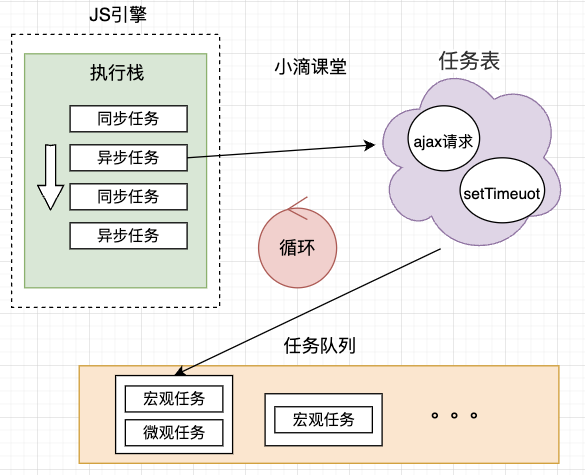 JS引擎
执行栈
同步任务
异步任务
同步任务
异步任务
小滴课堂
任务表
ajax请求
setTimeuot
循环
任务队列
宏观任务
微观任务
宏观任务